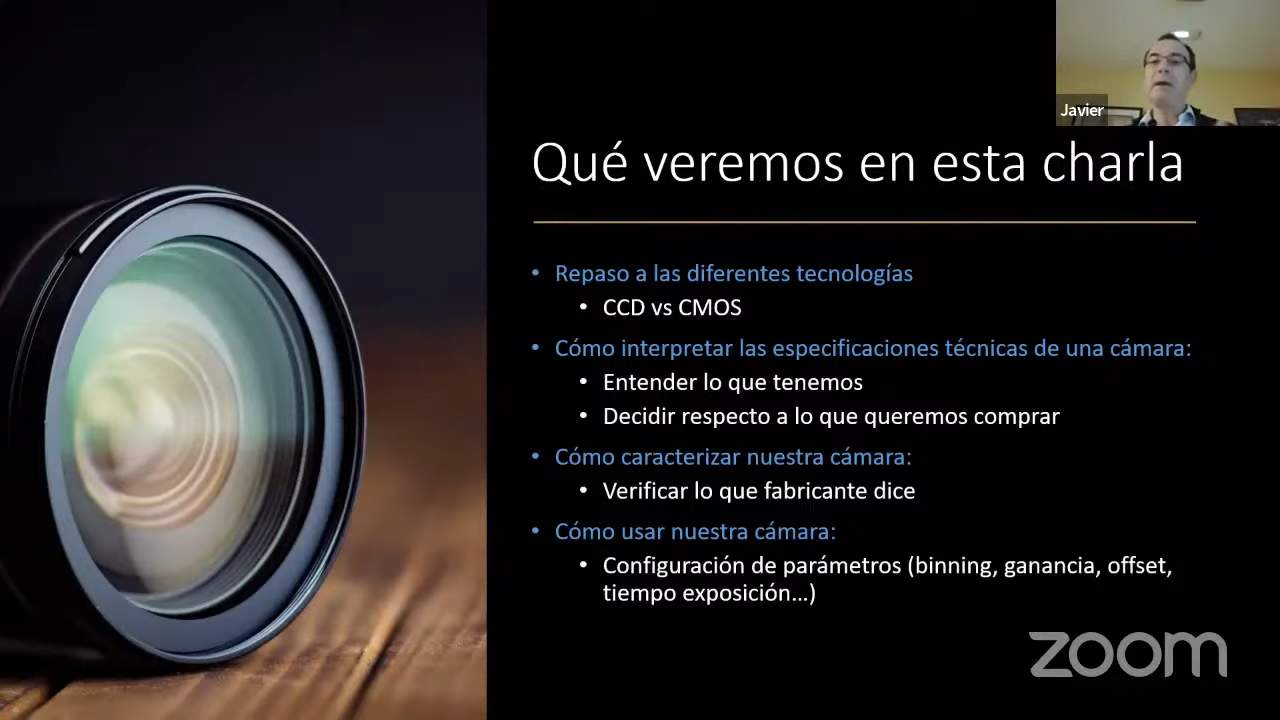 Javier
Qué veremos en esta charla
• Repaso a las diferentes tecnologías
• CCD vs CMOS
• Cómo interpretar las especificaciones técnicas de una cámara:
• Entender lo que tenemos
• Decidir respecto a lo que queremos comprar
• Cómo caracterizar nuestra cámara:
• Verificar lo que fabricante dice
• Cómo usar nuestra cámara:
• Configuración de parámetros (binning, ganancia, offset,
tiempo exposición...)
zoom